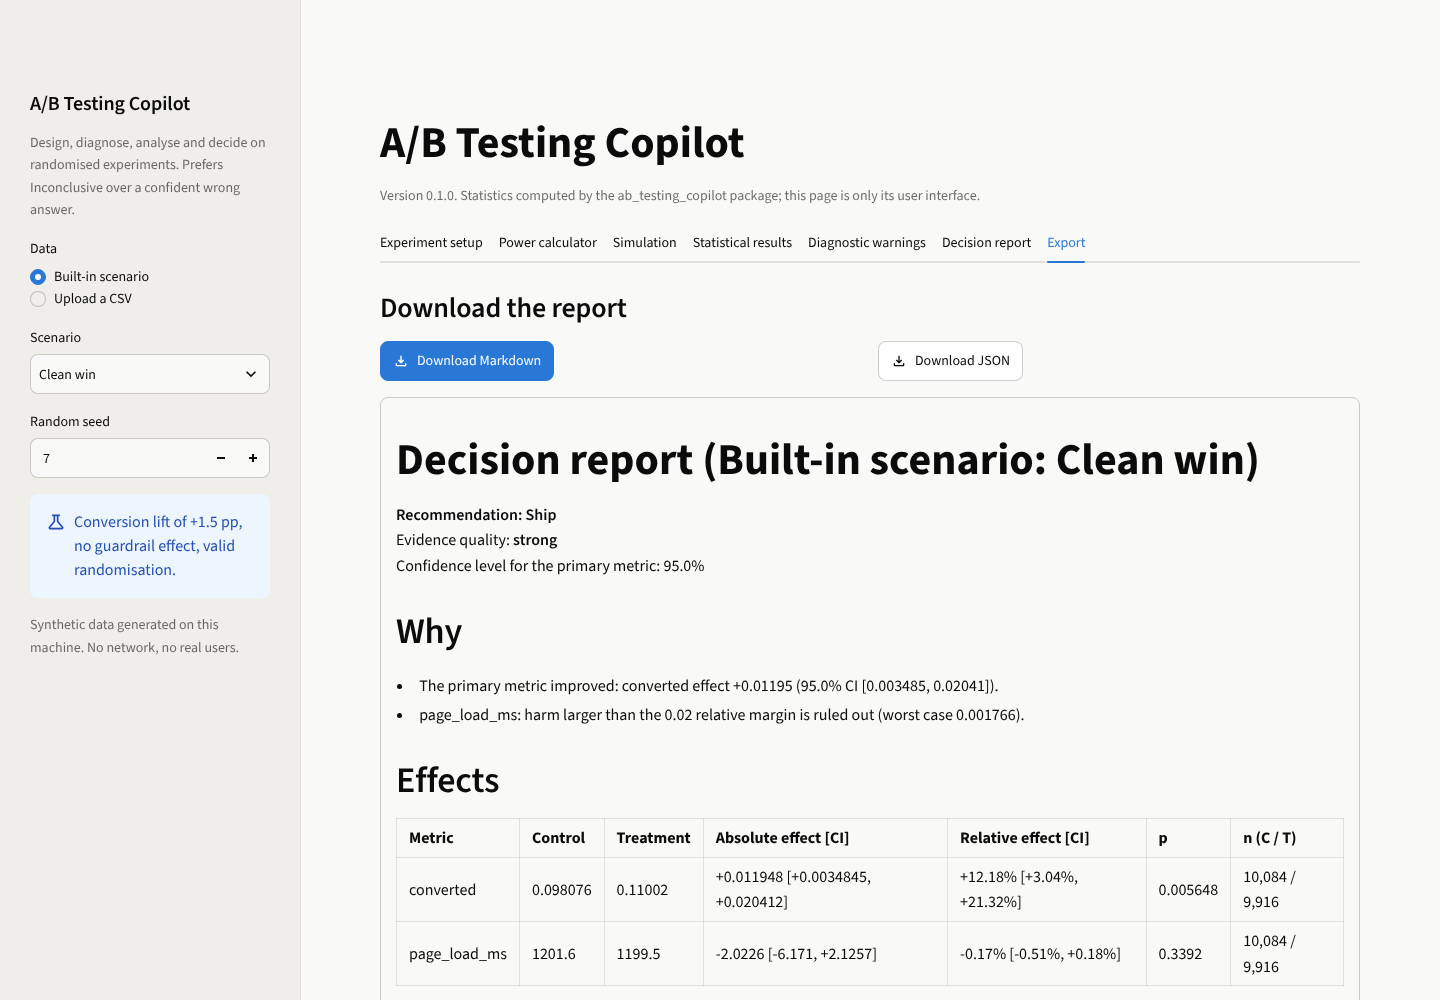 A/B Testing Copilot
Design, diagnose, analyse and decide on
randomised experiments. Prefers
Inconclusive over a confident wrong
answer.
Data
Built-in scenario
Upload a CSV
Scenario
Clean win
Random seed
7
Conversion lift of +1.5 pp,
no guardrail effect, valid
randomisation.
Synthetic data generated on this
machine. No network, no real users.
A/B Testing Copilot
Version 0.1.0. Statistics computed by the ab_testing_copilot package; this page is only its user interface.
Experiment setup Power calculator Simulation Statistical results Diagnostic warnings Decision report Export
Download the report
Download Markdown Download JSON
Decision report (Built-in scenario: Clean win)
Recommendation: Ship
Evidence quality: strong
Confidence level for the primary metric: 95.0%
Why
• The primary metric improved: converted effect +0.01195 (95.0% CI [0.003485, 0.02041]).
• page_load_ms: harm larger than the 0.02 relative margin is ruled out (worst case 0.001766).
Effects
Metric Control Treatment Absolute effect [CI] Relative effect [CI] p n (C / T)
converted 0.098076 0.11002 +0.011948 [+0.0034845, +0.020412] +12.18% [+3.04%, +21.32%] 0.005648 10,084 / 9,916
page_load_ms 1201.6 1199.5 -2.0226 [-6.171, +2.1257] -0.17% [-0.51%, +0.18%] 0.3392 10,084 / 9,916